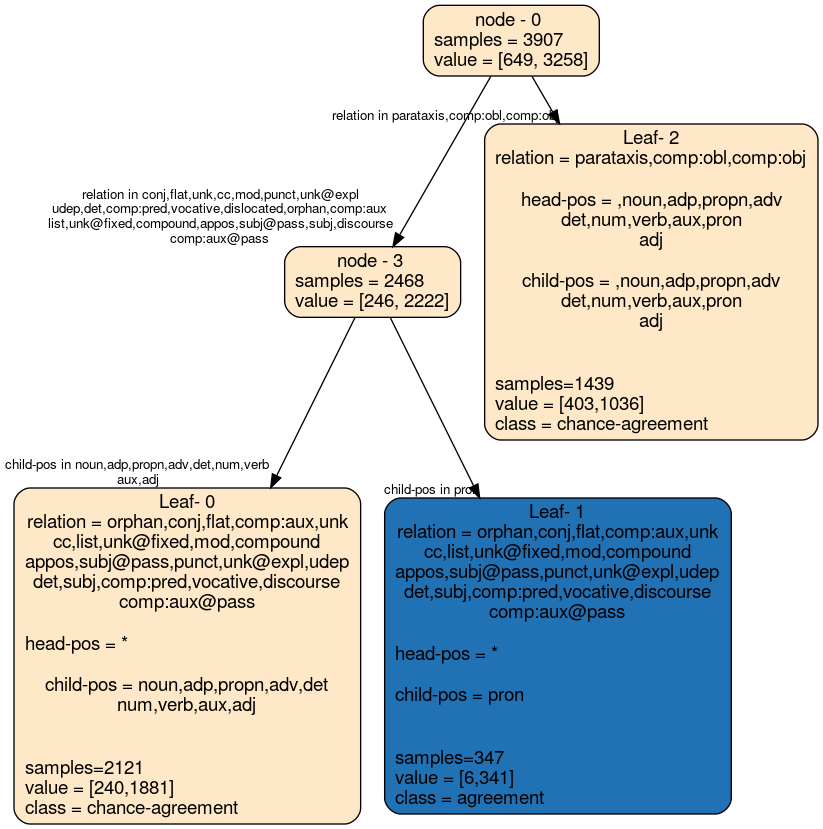 node - 0
samples = 3907
value = [649, 3258]
relation in parataxis,comp:obl,comp:obj
Leaf- 2
relation = parataxis,comp:obl,comp:obj
head-pos = ,noun,adp,propn,adv
det,num,verb,aux,pron
adj
child-pos = ,noun,adp,propn,adv
det,num,verb,aux,pron
adj
samples=1439
value = [403,1036]
class = chance-agreement
relation in conj,flat,unk,cc,mod,punct,unk@expl
udep,det,comp:pred,vocative,dislocated,orphan,comp:aux
list,unk@fixed,compound,appos,subj@pass,subj,discourse
comp:aux@pass
node - 3
samples = 2468
value = [246, 2222]
child-pos in noun,adp,propn,adv,det,num,verb
aux,adj
Leaf- 0
relation = orphan,conj,flat,comp:aux,unk
cc,list,unk@fixed,mod,compound
appos,subj@pass,punct,unk@expl,udep
det,subj,comp:pred,vocative,discourse
comp:aux@pass
head-pos = *
child-pos = noun,adp,propn,adv,det
num,verb,aux,adj
samples=2121
value = [240,1881]
class = chance-agreement
child-pos in pron
Leaf- 1
relation = orphan,conj,flat,comp:aux,unk
cc,list,unk@fixed,mod,compound
appos,subj@pass,punct,unk@expl,udep
det,subj,comp:pred,vocative,discourse
comp:aux@pass
head-pos = *
child-pos = pron
samples=347
value = [6,341]
class = agreement